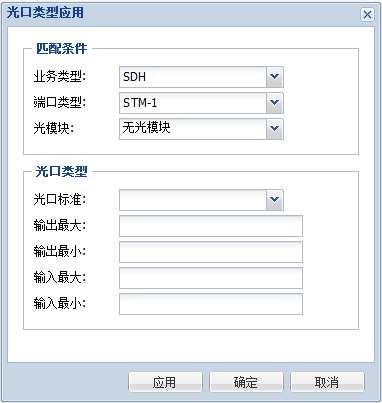 光口类型应用
匹配条件
业务类型: SDH
端口类型: STM-1
光模块: 无光模块
光口类型
光口标准:
输出最大:
输出最小:
输入最大:
输入最小:
应用 确定 取消